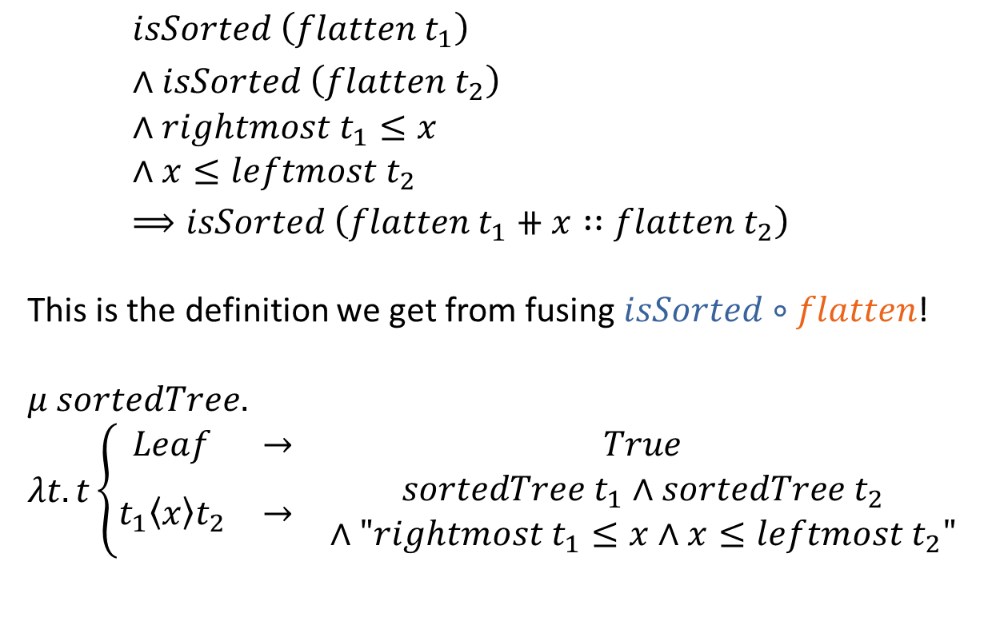 isSorted (flatten t₁)
∧ isSorted (flatten t₂)
∧ rightmost t₁ ≤ x
∧ x ≤ leftmost t₂
⟹ isSorted (flatten t₁ ⧺ x ∷ flatten t₂)
This is the definition we get from fusing isSorted ∘ flatten!
μ sortedTree.
λt. t { Leaf → True
t₁⟨x⟩t₂ → sortedTree t₁ ∧ sortedTree t₂
∧ "rightmost t₁ ≤ x ∧ x ≤ leftmost t₂"